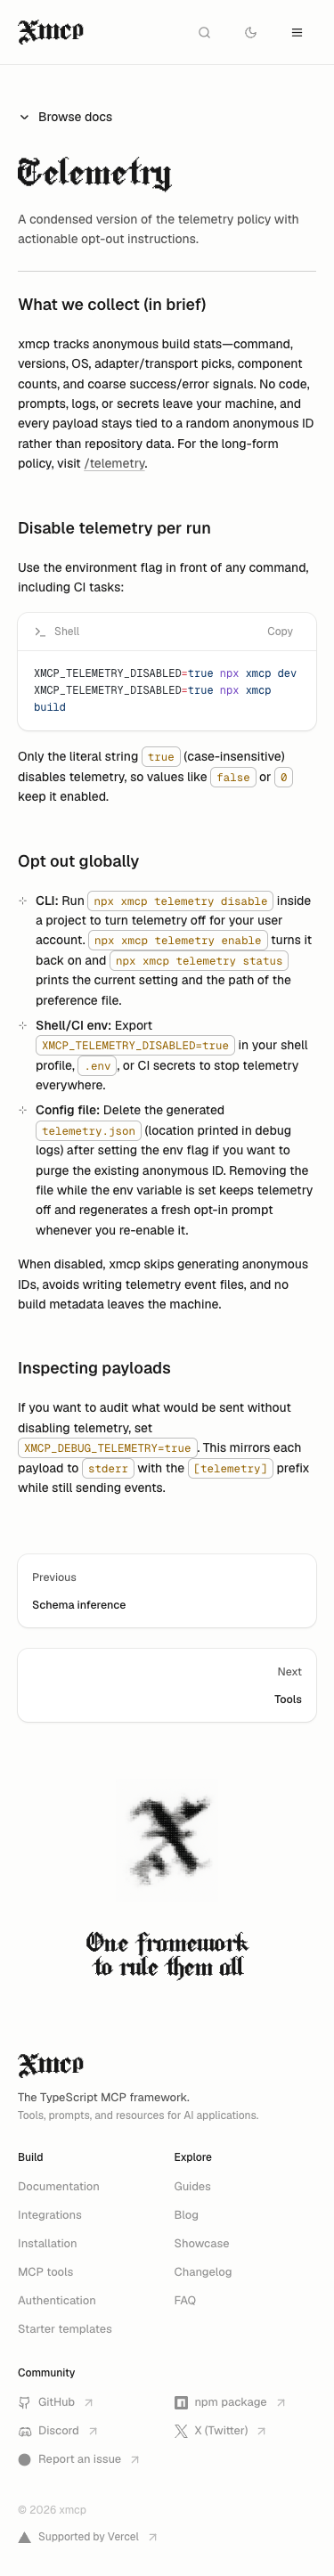 Xmcp
Browse docs
Telemetry
A condensed version of the telemetry policy with
actionable opt-out instructions.
What we collect (in brief)
xmcp tracks anonymous build stats—command,
versions, OS, adapter/transport picks, component
counts, and coarse success/error signals. No code,
prompts, logs, or secrets leave your machine, and
every payload stays tied to a random anonymous ID
rather than repository data. For the long-form
policy, visit /telemetry.
Disable telemetry per run
Use the environment flag in front of any command,
including CI tasks:
Shell Copy
XMCP_TELEMETRY_DISABLED=true npx xmcp dev
XMCP_TELEMETRY_DISABLED=true npx xmcp
build
Only the literal string true (case-insensitive)
disables telemetry, so values like false or 0
keep it enabled.
Opt out globally
CLI: Run npx xmcp telemetry disable inside
a project to turn telemetry off for your user
account. npx xmcp telemetry enable turns it
back on and npx xmcp telemetry status
prints the current setting and the path of the
preference file.
Shell/CI env: Export
XMCP_TELEMETRY_DISABLED=true in your shell
profile, .env, or CI secrets to stop telemetry
everywhere.
Config file: Delete the generated
telemetry.json (location printed in debug
logs) after setting the env flag if you want to
purge the existing anonymous ID. Removing the
file while the env variable is set keeps telemetry
off and regenerates a fresh opt-in prompt
whenever you re-enable it.
When disabled, xmcp skips generating anonymous
IDs, avoids writing telemetry event files, and no
build metadata leaves the machine.
Inspecting payloads
If you want to audit what would be sent without
disabling telemetry, set
XMCP_DEBUG_TELEMETRY=true. This mirrors each
payload to stderr with the [telemetry] prefix
while still sending events.
Previous
Schema inference
Next
Tools
X
One framework
to rule them all
Xmcp
The TypeScript MCP framework.
Tools, prompts, and resources for AI applications.
Build
Documentation
Integrations
Installation
MCP tools
Authentication
Starter templates
Explore
Guides
Blog
Showcase
Changelog
FAQ
Community
GitHub
npm package
Discord
X (Twitter)
Report an issue
© 2026 xmcp
Supported by Vercel